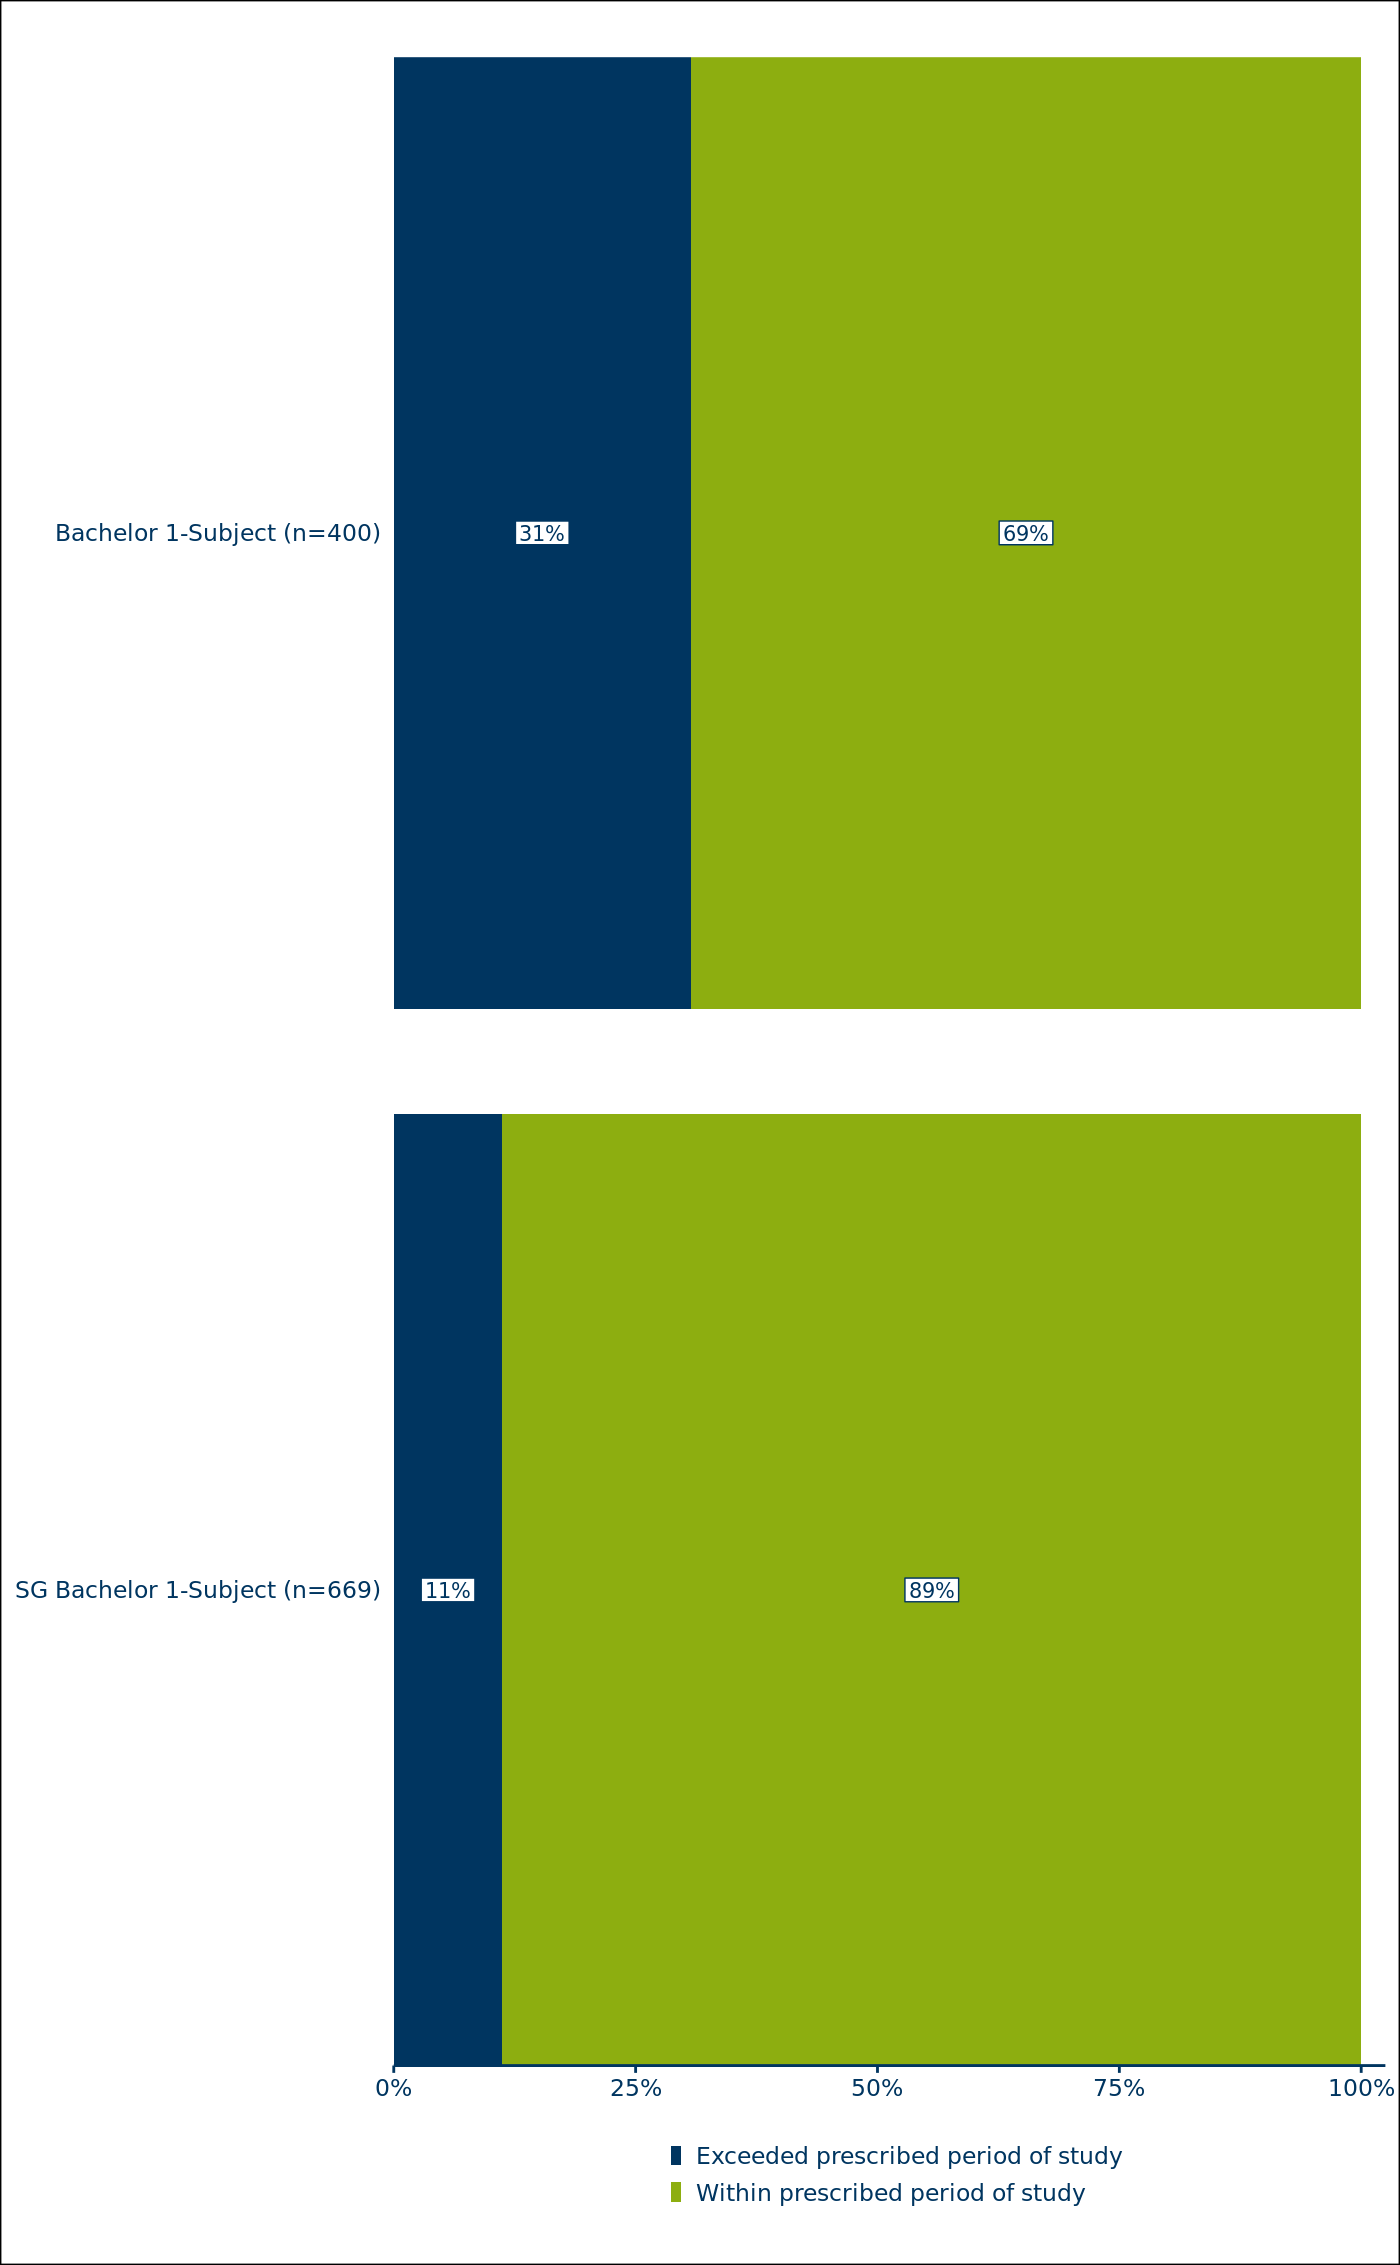 Bachelor 1-Subject (n=400)
31%
69%
SG Bachelor 1-Subject (n=669)
11%
89%
0%
25%
50%
75%
100%
Exceeded prescribed period of study
Within prescribed period of study